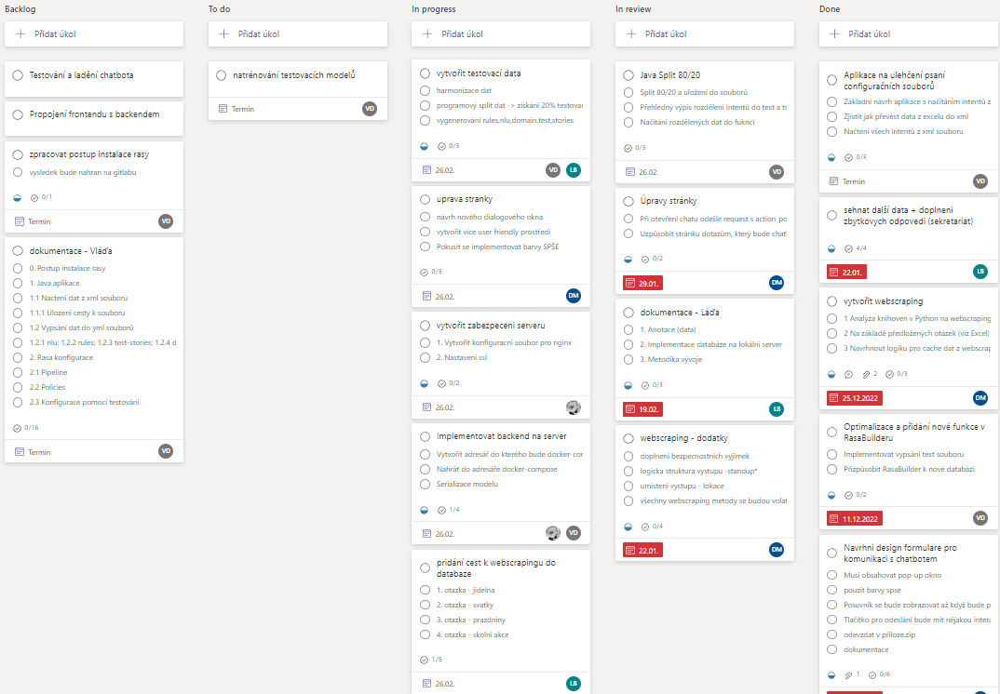 Backlog
Přidat úkol
Testování a ladění chatbota
Propojení frontendu s backendem
zpracovat postup instalace rasy
vysledek bude nahran na gitlabu
0/1
Termín
VD
dokumentace - Vláďa
0. Postup instalace rasy
1. Java aplikace
1.1 Nacteni dat z xml souboru
1.1.1 Ulozeni cesty k souboru
1.2 Vypsání dat do yml souborů
1.2.1 nlu; 1.2.2 rules; 1.2.3 test-stories; 1.2.4 d
2. Rasa konfigurace
2.1 Pipeline
2.2 Policies
2.3 Konfigurace pomoci testování
0/16
Termín
VD
To do
Přidat úkol
natrénování testovacích modelů
Termín
VD
In progress
Přidat úkol
vytvořit testovací data
harmonizace dat
programový split dat -> získání 20% testovac
vygenerování rules,nlu,domain,test,stories
0/3
26.02.
VD
LB
uprava stranky
návrh nového dialogového okna
vytvořit vice user friendly prostředí
Pokusit se implementovat barvy SPŠE
0/3
26.02.
DM
vytvořit zabezpeceni serveru
1. Vytvořit konfiguracni soubor pro nginx
2. Nastaveni ssl
0/2
26.02.
Implementovat backend na server
Vytvořit adresář do kterého bude docker-cor
Nahrát do adresáře docker-compose
Serializace modelu
1/4
26.02.
VD
pridání cest k webscrapingu do
databaze
1. otazka - jidelna
2. otazka - svatky
3. otazka - prazdniny
4. otazka - skolni akce
1/5
26.02.
LB
In review
Přidat úkol
Java Split 80/20
Split 80/20 a uložení do souborů
Přehledný výpis rozdělení intentů do test a tr
Načítání rozdělených dat do fukncí
0/3
26.02.
VD
Úpravy stránky
Při otevření chatu odešle request s action_po
Uzpůsobit stránku dotazům, který bude chatl
0/2
29.01.
DM
dokumentace - Láďa
1. Anotace (data)
2. Implementace databáze na lokální server
3. Metodika vývoje
0/3
19.02.
LB
webscraping - dodatky
doplneni bezpecnostnich vyjimek
logicka struktura vystupu -standup*
umisteni vystupu - lokace
všechny webscraping metody se budou volat
0/4
22.01.
DM
Done
Přidat úkol
Aplikace na ulehčení psaní
konfiguračních souborů
Základní návrh aplikace s načítáním intentů z
Zjistit jak převést data z excelu do xml
Načtení všech intentů z xml souboru
0/3
Termín
VD
sehnat další data + doplneni
zbytkovych odpovedi (sekretariat)
4/4
22.01.
LB
vytvořit webscraping
1 Analýza knihoven v Python na webscraping
2 Na základě předložených otázek (viz Excel)
3 Navrhnout logiku pro cache dat z webscrap
2
0/3
25.12.2022
DM
Optimalizace a přidání nové funkce v
RasaBuilderu
Implementovat vypsání test souboru
Přizpůsobit RasaBuilder k nové databázi
0/2
11.12.2022
VD
Navrhni design formulare pro
komunikaci s chatbotem
Musi obsahovat pop-up okno
pouzit barvy spse
Posuvník se bude zobrazovat až když bude p
Tlačítko pro odeslání bude mít nějakou intera
odevzdat v příloze.zip
dokumentace
1
0/6